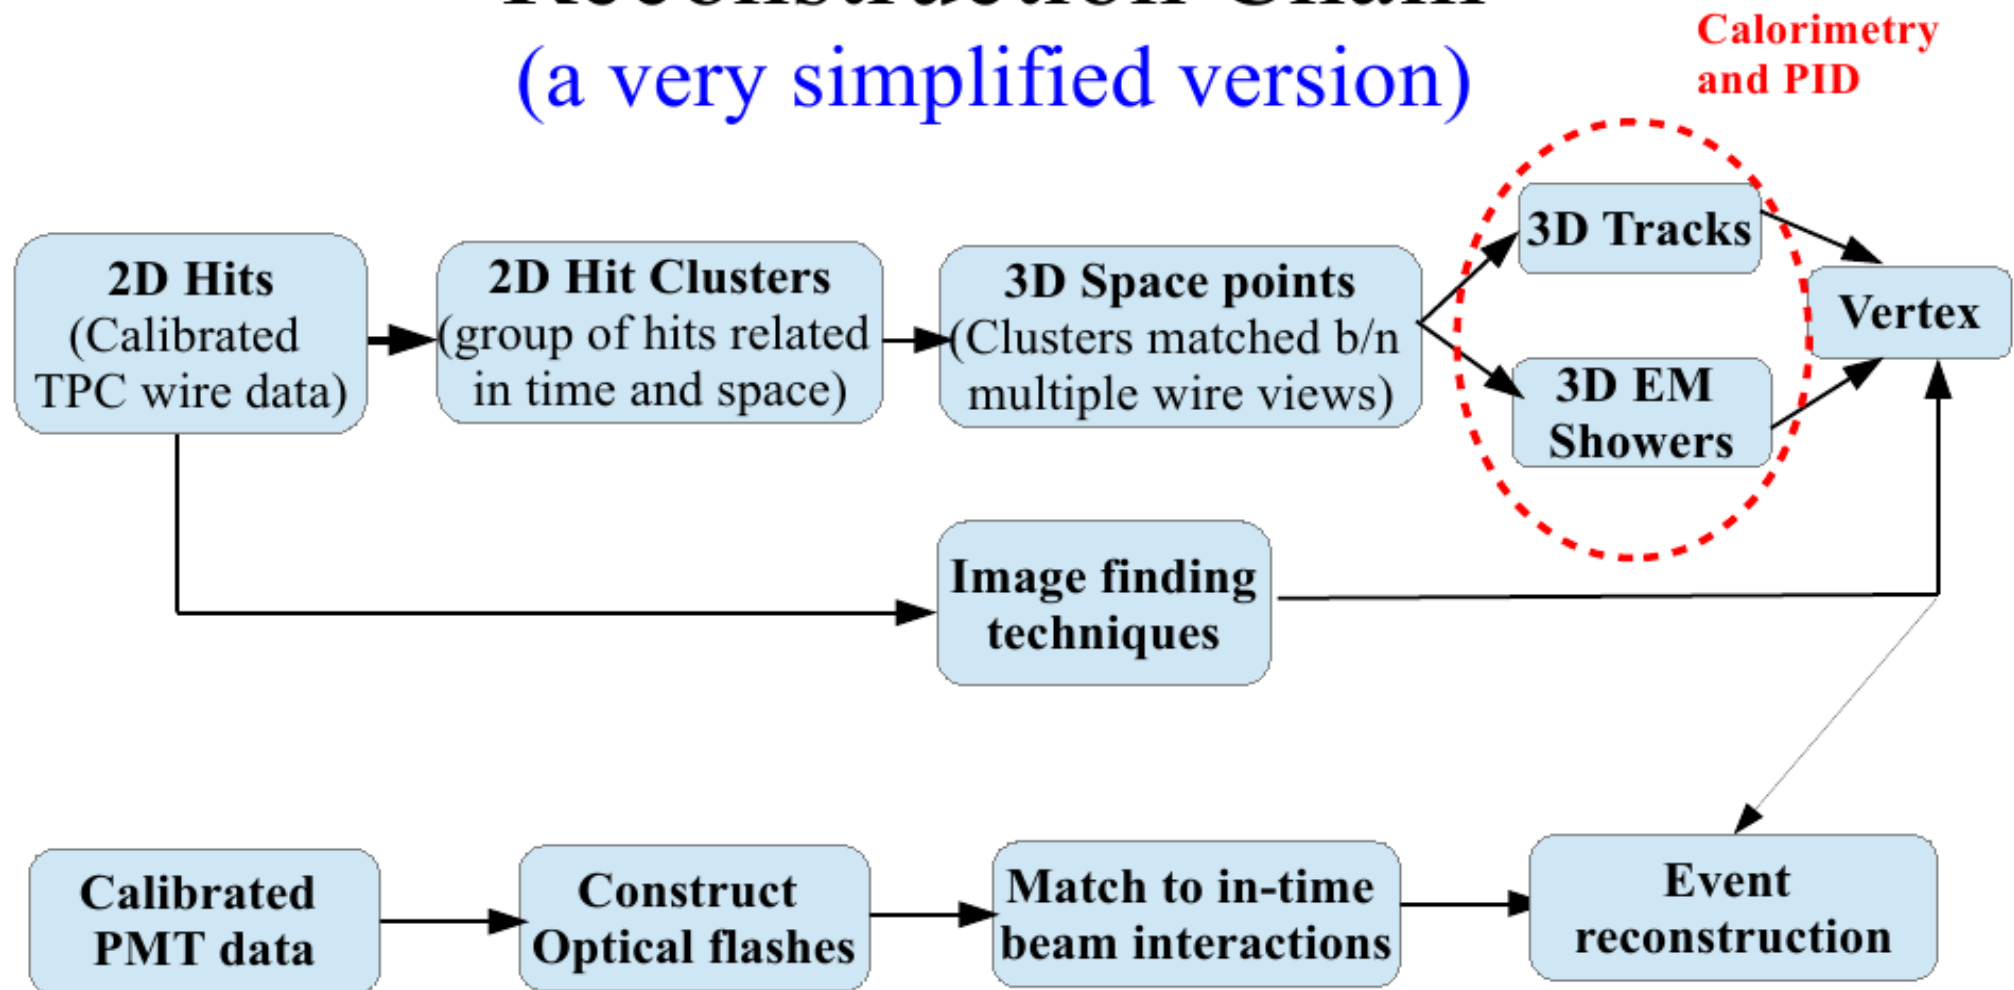 Reconstruction Chain
(a very simplified version)
Calorimetry
and PID
2D Hits
(Calibrated
TPC wire data)
2D Hit Clusters
(group of hits related
in time and space)
3D Space points
(Clusters matched b/n
multiple wire views)
3D Tracks
3D EM
Showers
Vertex
Image finding
techniques
Calibrated
PMT data
Construct
Optical flashes
Match to in-time
beam interactions
Event
reconstruction